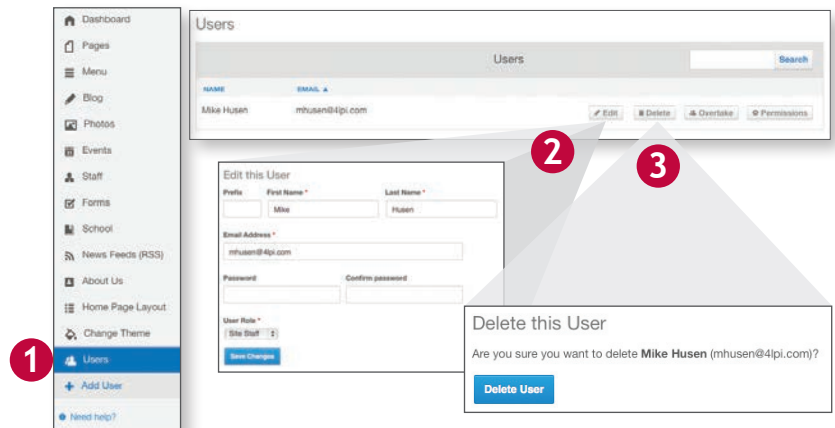 Dashboard
Pages
Menu
Blog
Photos
Events
Staff
Forms
School
News Feeds (RSS)
About Us
Home Page Layout
Change Theme
1
Users
Add User
Need help?
Users
Users
Search
NAME EMAIL ▲
Mike Husen mhusen@4lpi.com Edit Delete Overtake Permissions
2
3
Edit this User
Prefix First Name * Last Name *
Mike Husen
Email Address *
mhusen@4lpi.com
Password Confirm password
User Role *
Site Staff
Save Changes
Delete this User
Are you sure you want to delete Mike Husen (mhusen@4lpi.com)?
Delete User